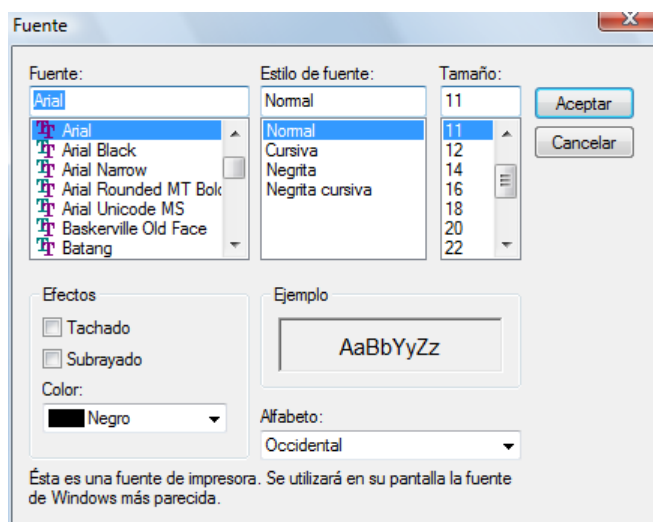 Fuente
Fuente:
Arial
Arial
Arial Black
Arial Narrow
Arial Rounded MT Bol
Arial Unicode MS
Baskerville Old Face
Batang
Estilo de fuente:
Normal
Normal
Cursiva
Negrita
Negrita cursiva
Tamaño:
11
11
12
14
16
18
20
22
Aceptar
Cancelar
Efectos
Tachado
Subrayado
Color:
Negro
Ejemplo
AaBbYyZz
Alfabeto:
Occidental
Ésta es una fuente de impresora. Se utilizará en su pantalla la fuente
de Windows más parecida.